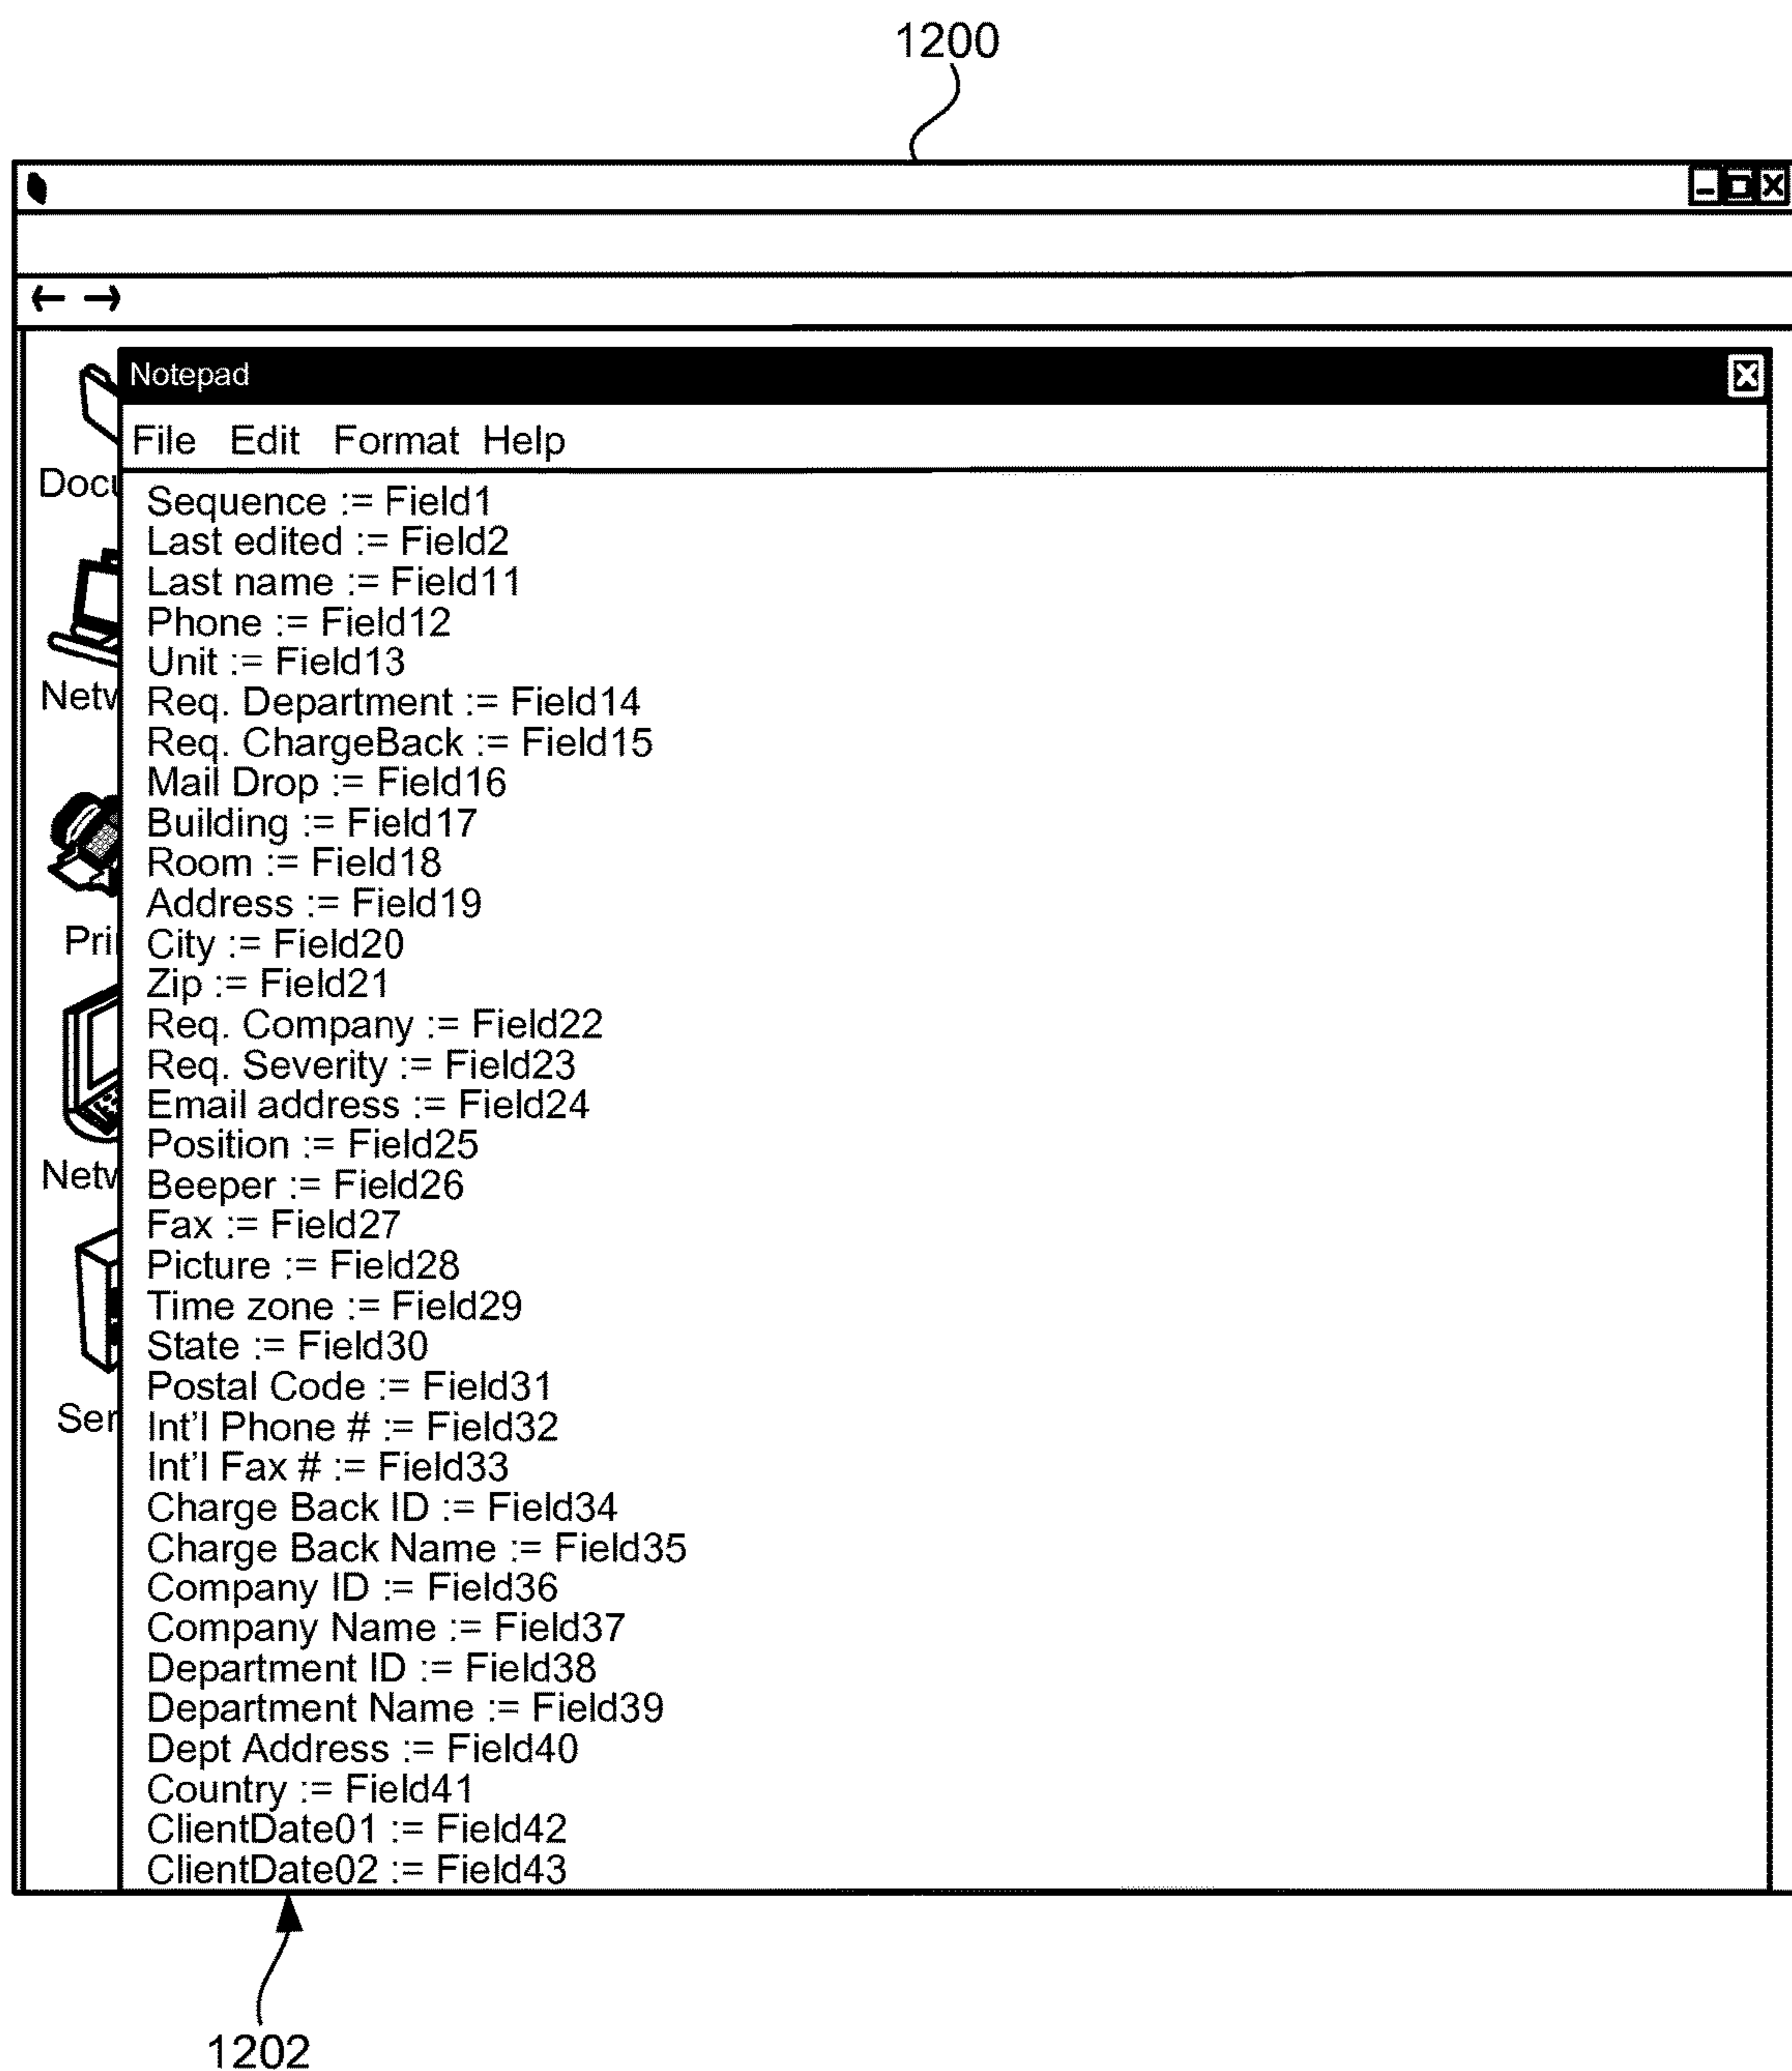 1200
Notepad
File Edit Format Help
Docu
Sequence := Field1
Last edited := Field2
Last name := Field11
Phone := Field12
Unit := Field13
Netw
Req. Department := Field14
Req. ChargeBack := Field15
Mail Drop := Field16
Building := Field17
Room := Field18
Address := Field19
Prin
City := Field20
Zip := Field21
Req. Company := Field22
Req. Severity := Field23
Email address := Field24
Position := Field25
Netw
Beeper := Field26
Fax := Field27
Picture := Field28
Time zone := Field29
State := Field30
Postal Code := Field31
Ser
Int'l Phone # := Field32
Int'l Fax # := Field33
Charge Back ID := Field34
Charge Back Name := Field35
Company ID := Field36
Company Name := Field37
Department ID := Field38
Department Name := Field39
Dept Address := Field40
Country := Field41
ClientDate01 := Field42
ClientDate02 := Field43
1202